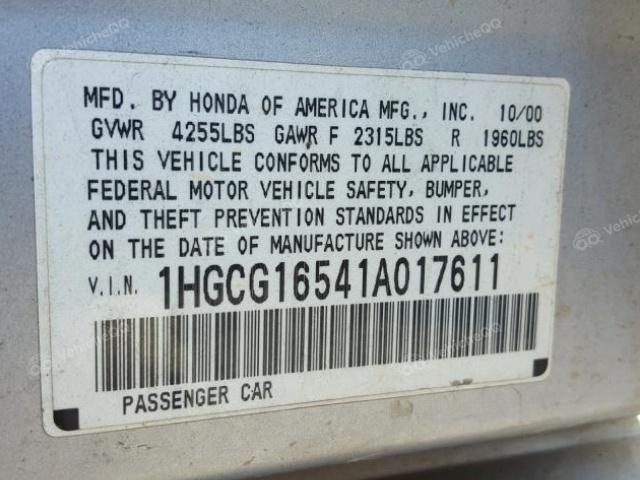 MFD. BY HONDA OF AMERICA MFG., INC. 10/00
GVWR 4255LBS GAWR F 2315LBS R 1960LBS
THIS VEHICLE CONFORMS TO ALL APPLICABLE
FEDERAL MOTOR VEHICLE SAFETY, BUMPER,
AND THEFT PREVENTION STANDARDS IN EFFECT
ON THE DATE OF MANUFACTURE SHOWN ABOVE:
V.I.N. 1HGCG16541A017611
PASSENGER CAR
VehicleQQ